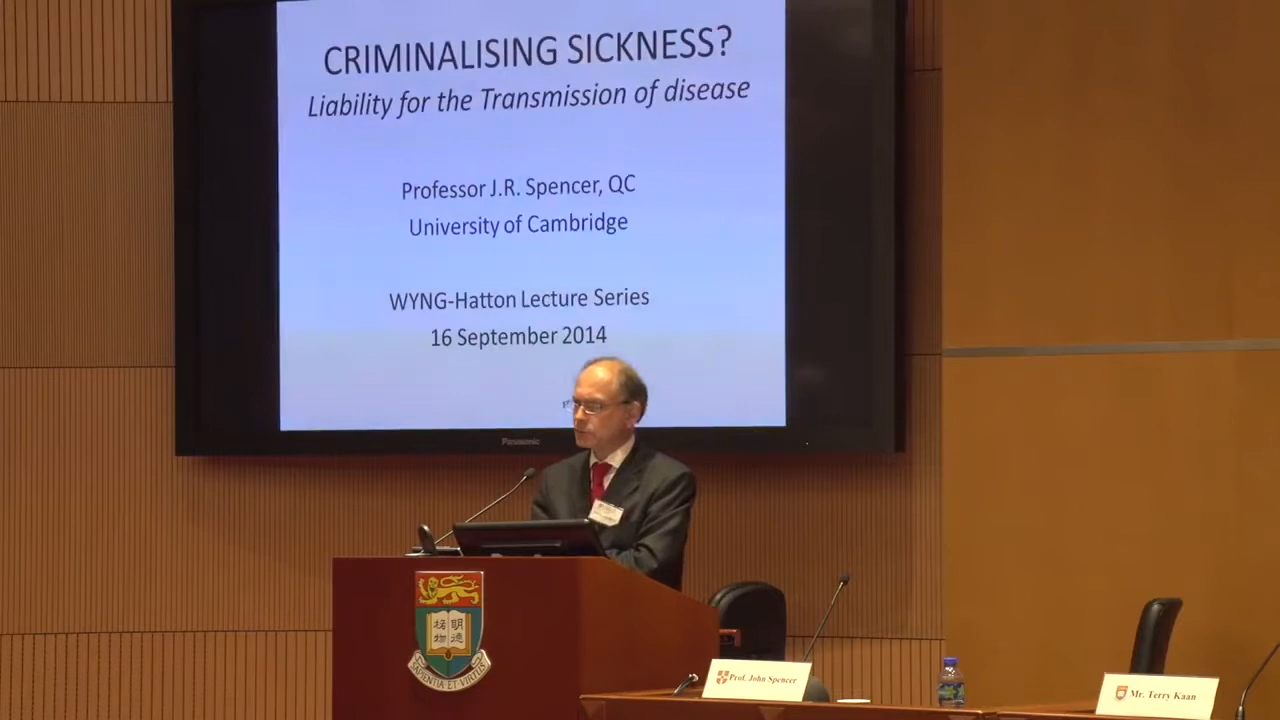 CRIMINALISING SICKNESS?
Liability for the Transmission of disease
Professor J.R. Spencer, QC
University of Cambridge
WYNG-Hatton Lecture Series
16 September 2014
Panasonic
明德
格物
SAPIENTIA ET VIRTUS
Prof. John Spencer
Mr. Terry Kaan